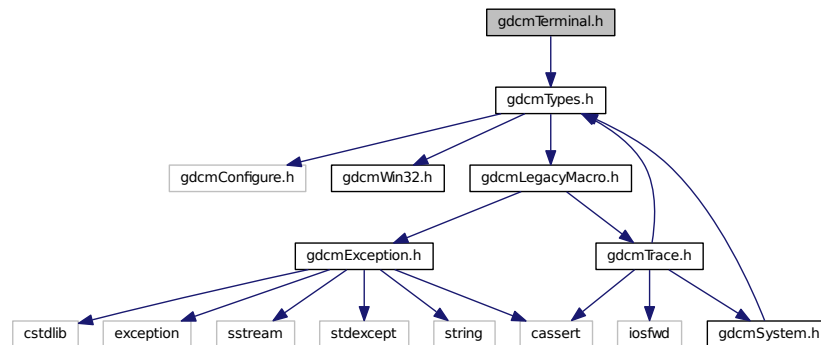 gdcmTerminal.h
gdcmTypes.h
gdcmConfigure.h
gdcmWin32.h
gdcmLegacyMacro.h
gdcmException.h
gdcmTrace.h
cstdlib
exception
sstream
stdexcept
string
cassert
iosfwd
gdcmSystem.h